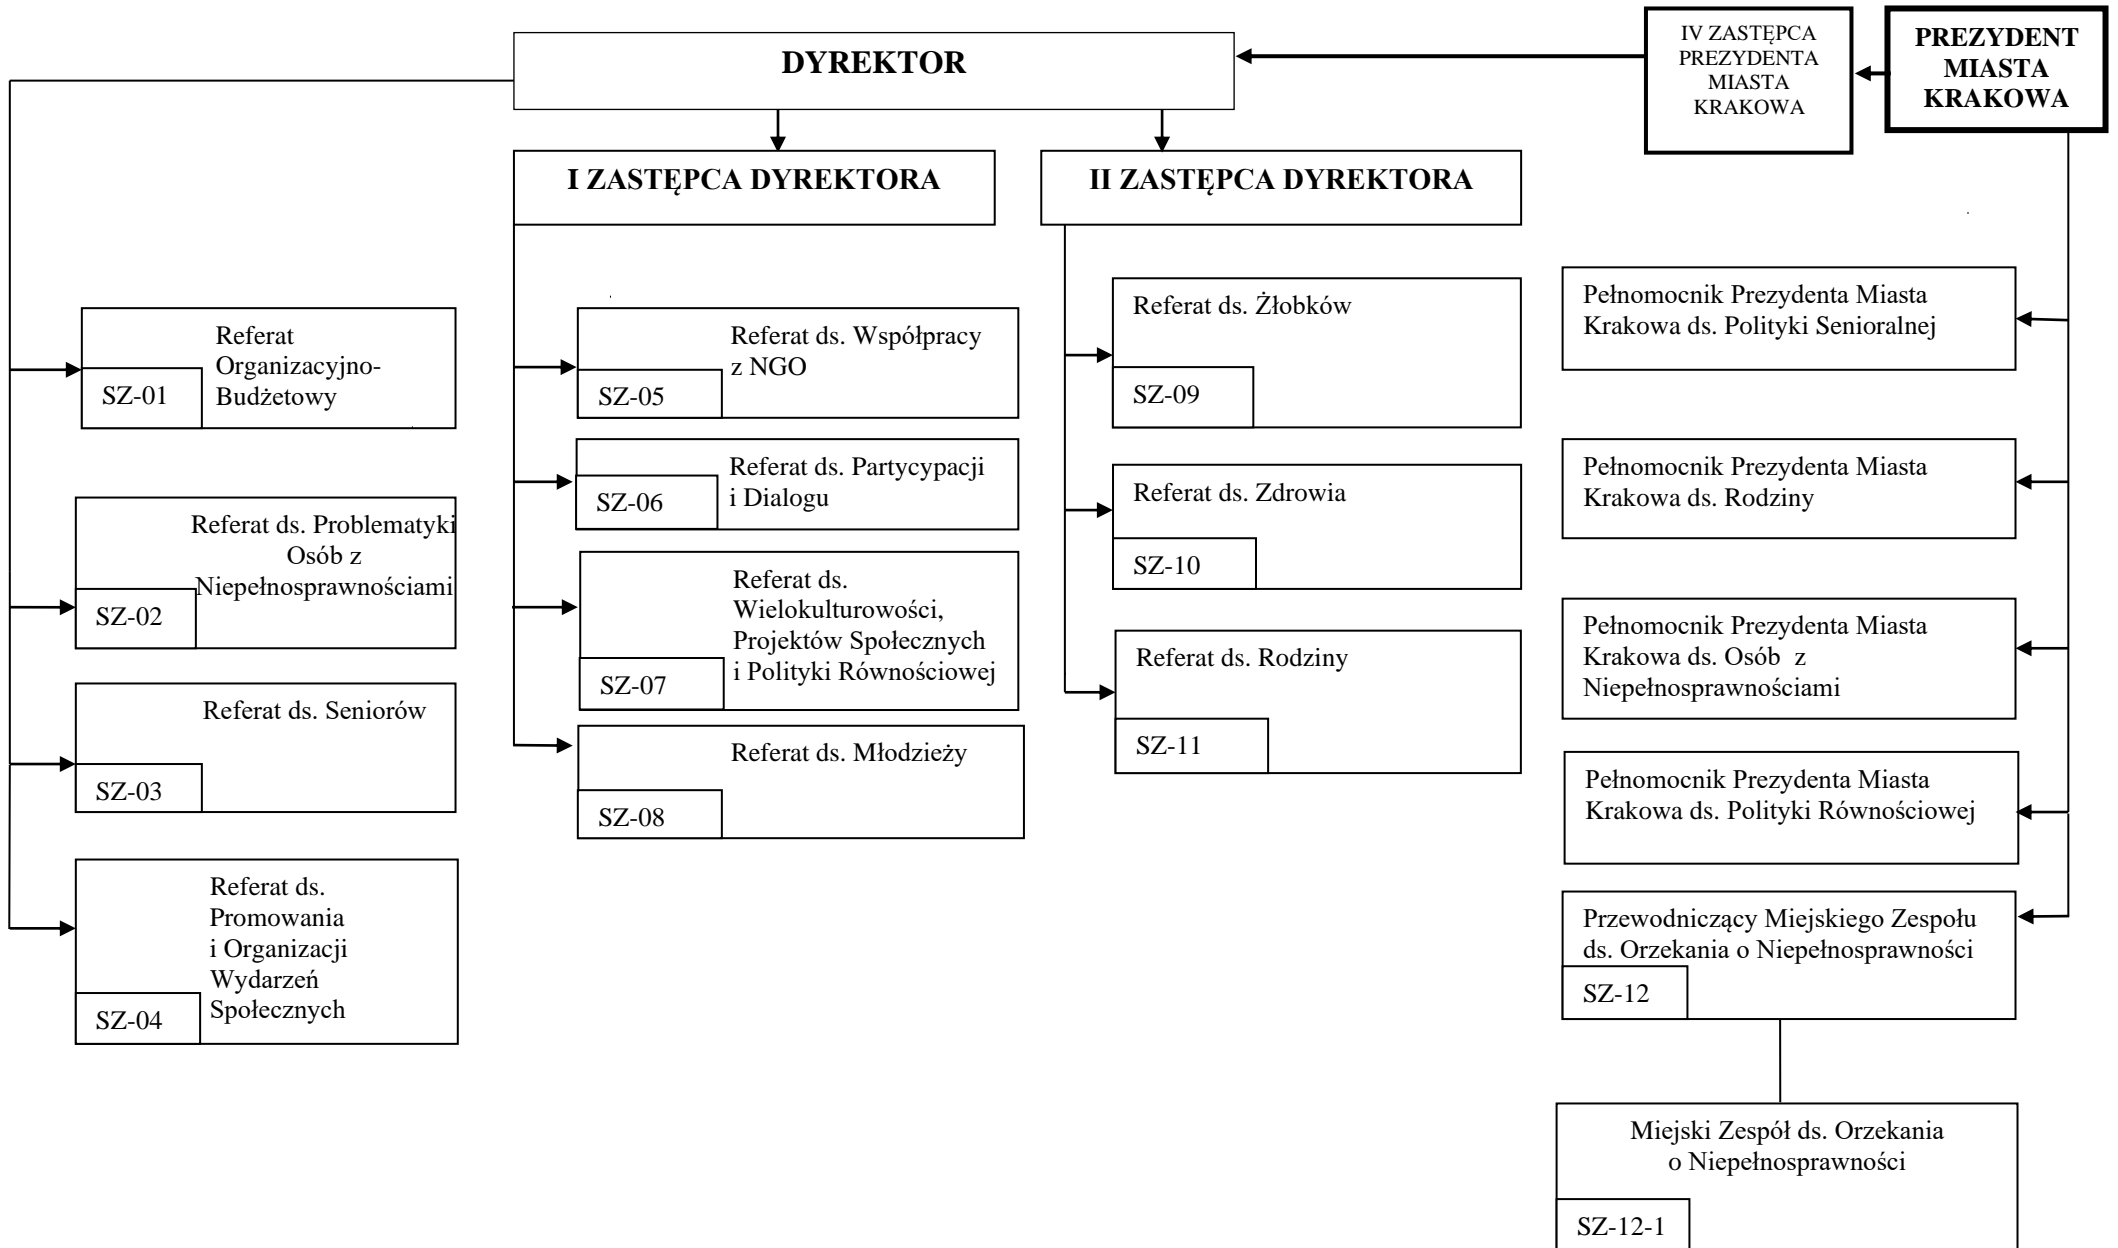 DYREKTOR
IV ZASTĘPCA
PREZYDENTA
MIASTA
KRAKOWA
PREZYDENT
MIASTA
KRAKOWA
I ZASTĘPCA DYREKTORA
II ZASTĘPCA DYREKTORA
Referat
Organizacyjno-
Budżetowy
SZ-01
Referat ds. Problematyki
Osób z
Niepełnosprawnościami
SZ-02
Referat ds. Seniorów
SZ-03
Referat ds.
Promowania
i Organizacji
Wydarzeń
Społecznych
SZ-04
Referat ds. Współpracy
z NGO
SZ-05
Referat ds. Partycypacji
i Dialogu
SZ-06
Referat ds.
Wielokulturowości,
Projektów Społecznych
i Polityki Równościowej
SZ-07
Referat ds. Młodzieży
SZ-08
Referat ds. Żłobków
SZ-09
Referat ds. Zdrowia
SZ-10
Referat ds. Rodziny
SZ-11
Pełnomocnik Prezydenta Miasta
Krakowa ds. Polityki Senioralnej
Pełnomocnik Prezydenta Miasta
Krakowa ds. Rodziny
Pełnomocnik Prezydenta Miasta
Krakowa ds. Osób z
Niepełnosprawnościami
Pełnomocnik Prezydenta Miasta
Krakowa ds. Polityki Równościowej
Przewodniczący Miejskiego Zespołu
ds. Orzekania o Niepełnosprawności
SZ-12
Miejski Zespół ds. Orzekania
o Niepełnosprawności
SZ-12-1